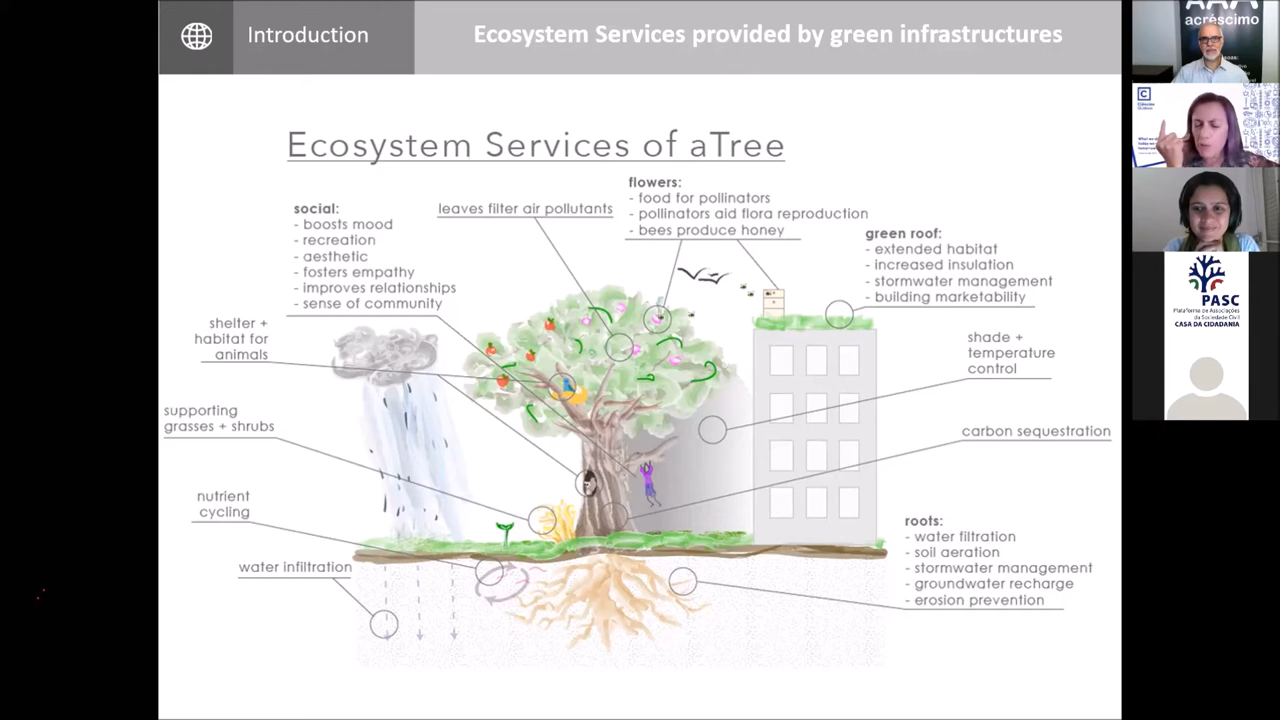 Introduction
Ecosystem Services provided by green infrastructures
Ecosystem Services of aTree
social:
- boosts mood
- recreation
- aesthetic
- fosters empathy
- improves relationships
- sense of community
leaves filter air pollutants
flowers:
- food for pollinators
- pollinators aid flora reproduction
- bees produce honey
green roof:
- extended habitat
- increased insulation
- stormwater management
- building marketability
shelter +
habitat for
animals
shade +
temperature
control
supporting
grasses + shrubs
carbon sequestration
nutrient
cycling
water infiltration
roots:
- water filtration
- soil aeration
- stormwater management
- groundwater recharge
- erosion prevention
acréscimo
PASC
Plataforma de Associações
da Sociedade Civil
CASA DA CIDADANIA